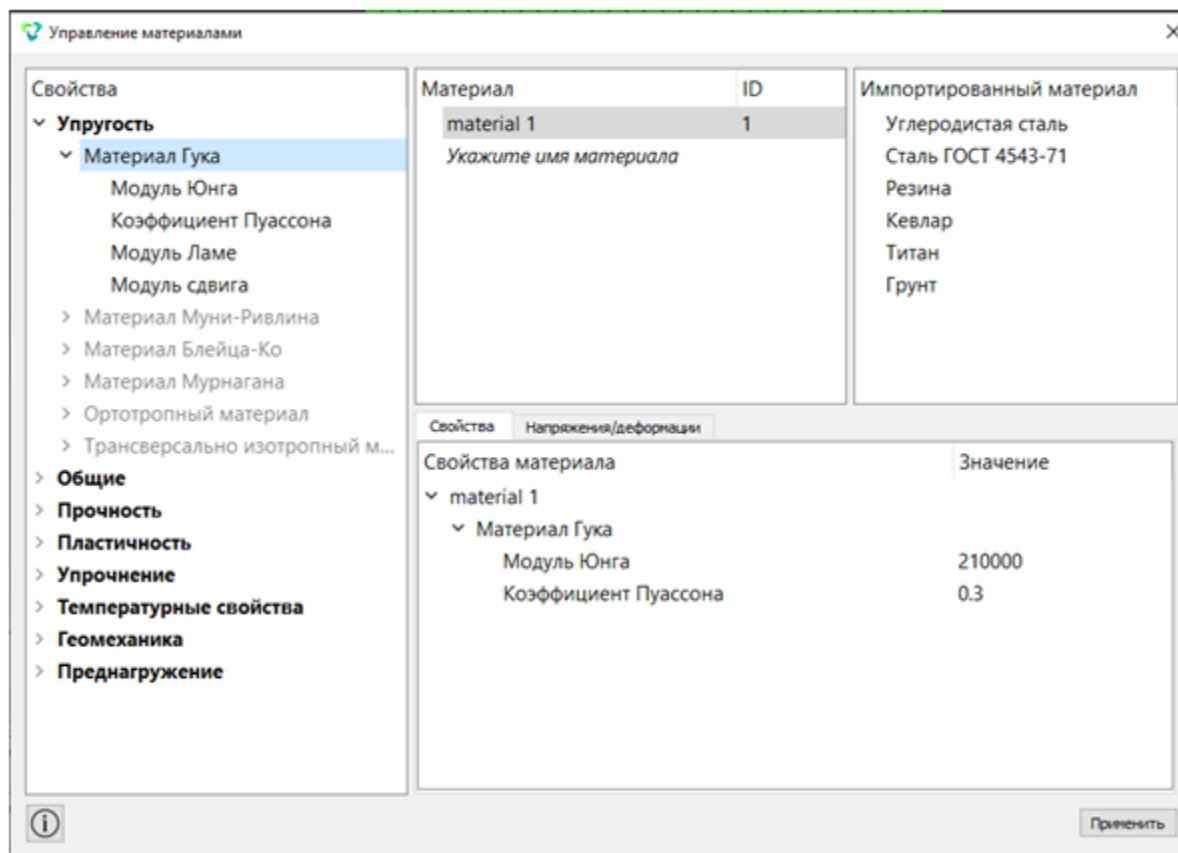 Управление материалами
Свойства
Упругость
Материал Гука
Модуль Юнга
Коэффициент Пуассона
Модуль Ламе
Модуль сдвига
Материал Муни-Ривлина
Материал Блейца-Ко
Материал Мурнагана
Ортотропный материал
Трансверсально изотропный м...
Общие
Прочность
Пластичность
Упрочнение
Температурные свойства
Геомеханика
Преднагружение
Материал ID
material 1 1
Укажите имя материала
Импортированный материал
Углеродистая сталь
Сталь ГОСТ 4543-71
Резина
Кевлар
Титан
Грунт
Свойства Напряжения/деформации
Свойства материала Значение
material 1
Материал Гука
Модуль Юнга 210000
Коэффициент Пуассона 0.3
Применить